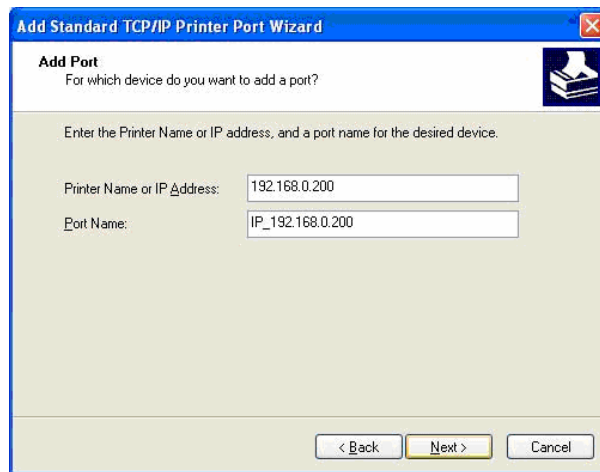 Add Standard TCP/IP Printer Port Wizard
Add Port
For which device do you want to add a port?
Enter the Printer Name or IP address, and a port name for the desired device.
Printer Name or IP Address: 192.168.0.200
Port Name: IP_192.168.0.200
< Back Next > Cancel